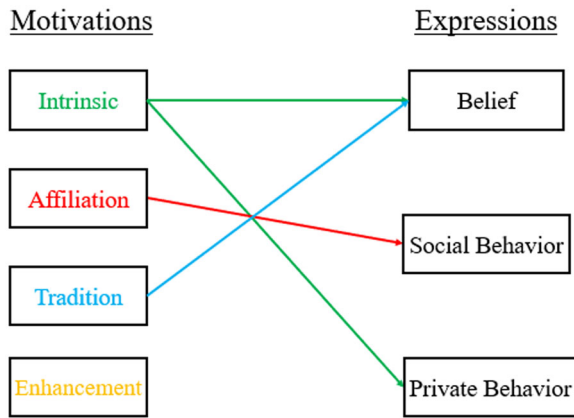 Motivations
Expressions
Intrinsic
Belief
Affiliation
Social Behavior
Tradition
Enhancement
Private Behavior